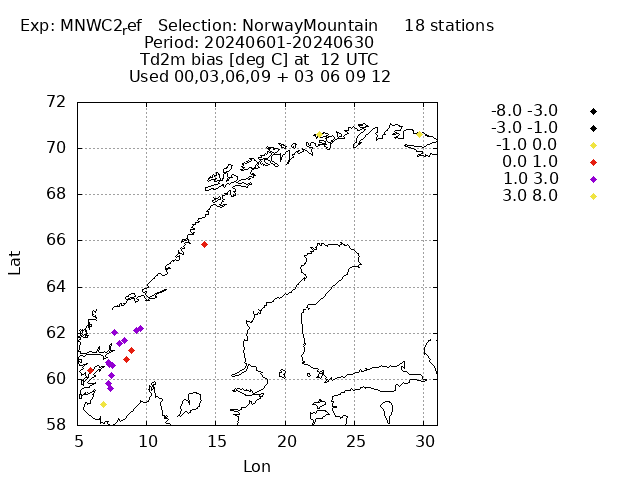 Exp: MNWC2ref   Selection: NorwayMountain     18 stations
Period: 20240601-20240630
Td2m bias [deg C] at  12 UTC
Used 00,03,06,09 + 03 06 09 12
-8.0 -3.0
-3.0 -1.0
-1.0 0.0
0.0 1.0
1.0 3.0
3.0 8.0
72
70
68
66
64
62
60
58
Lat
5 10 15 20 25 30
Lon